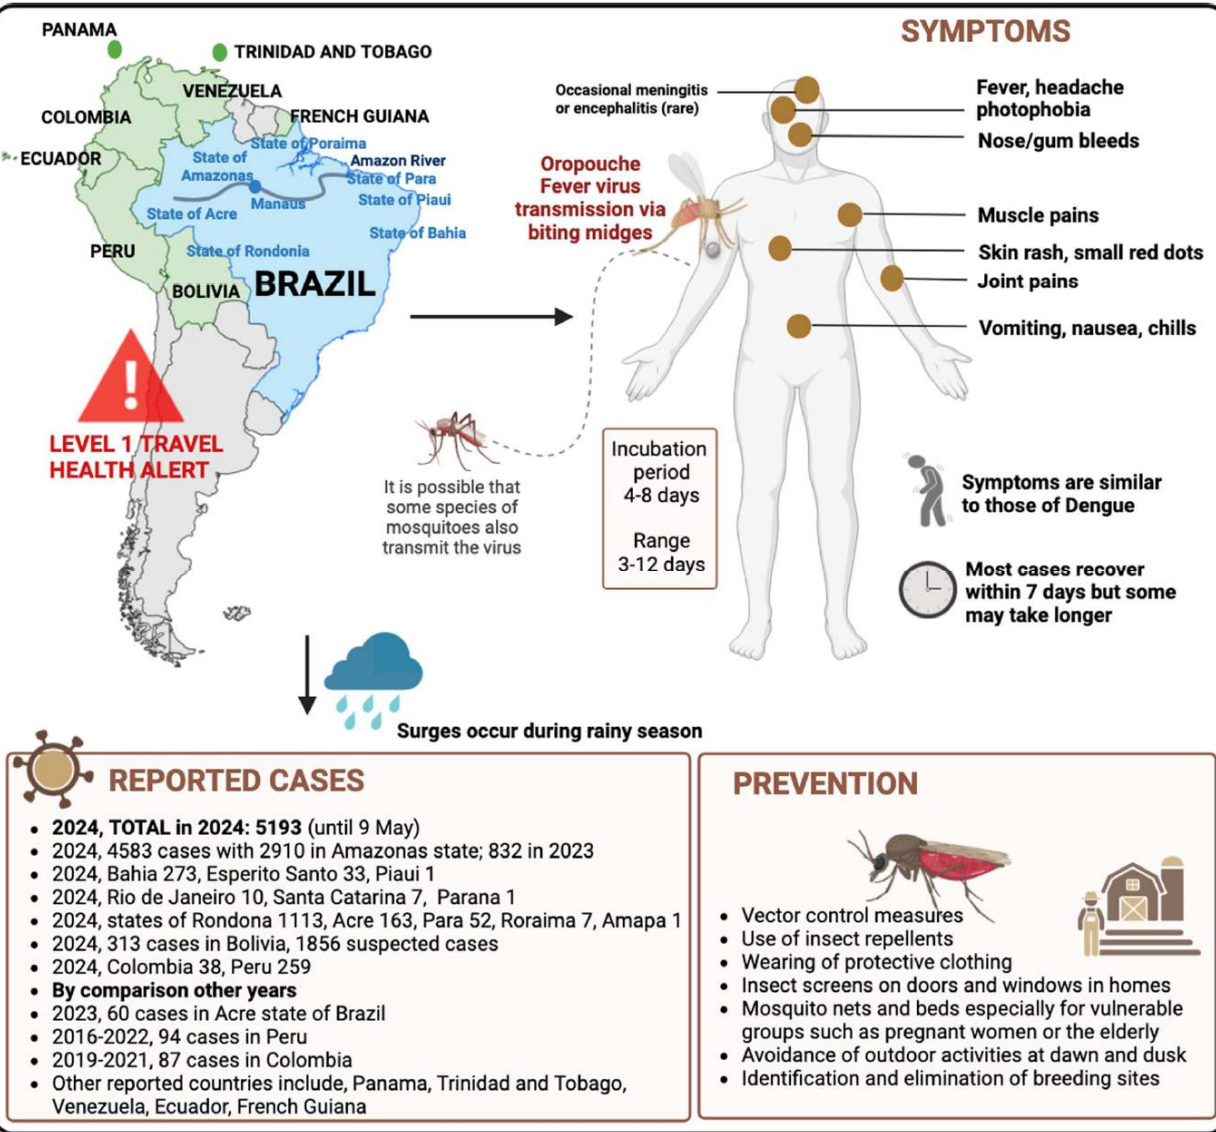 PANAMA
TRINIDAD AND TOBAGO
VENEZUELA
COLOMBIA
FRENCH GUIANA
State of Poraima
ECUADOR
State of
Amazonas
Amazon River
State of Para
Manaus
State of Piaui
State of Acre
State of Bahia
PERU
State of Rondonia
BOLIVIA
BRAZIL
!
LEVEL 1 TRAVEL
HEALTH ALERT
SYMPTOMS
Occasional meningitis
or encephalitis (rare)
Fever, headache
photophobia
Nose/gum bleeds
Oropouche
Fever virus
transmission via
biting midges
Muscle pains
Skin rash, small red dots
Joint pains
Vomiting, nausea, chills
It is possible that
some species of
mosquitoes also
transmit the virus
Incubation
period
4-8 days
Range
3-12 days
Symptoms are similar
to those of Dengue
Most cases recover
within 7 days but some
may take longer
Surges occur during rainy season
REPORTED CASES
• 2024, TOTAL in 2024: 5193 (until 9 May)
• 2024, 4583 cases with 2910 in Amazonas state; 832 in 2023
• 2024, Bahia 273, Esperito Santo 33, Piaui 1
• 2024, Rio de Janeiro 10, Santa Catarina 7, Parana 1
• 2024, states of Rondona 1113, Acre 163, Para 52, Roraima 7, Amapa 1
• 2024, 313 cases in Bolivia, 1856 suspected cases
• 2024, Colombia 38, Peru 259
• By comparison other years
• 2023, 60 cases in Acre state of Brazil
• 2016-2022, 94 cases in Peru
• 2019-2021, 87 cases in Colombia
• Other reported countries include, Panama, Trinidad and Tobago,
Venezuela, Ecuador, French Guiana
PREVENTION
• Vector control measures
• Use of insect repellents
• Wearing of protective clothing
• Insect screens on doors and windows in homes
• Mosquito nets and beds especially for vulnerable
groups such as pregnant women or the elderly
• Avoidance of outdoor activities at dawn and dusk
• Identification and elimination of breeding sites